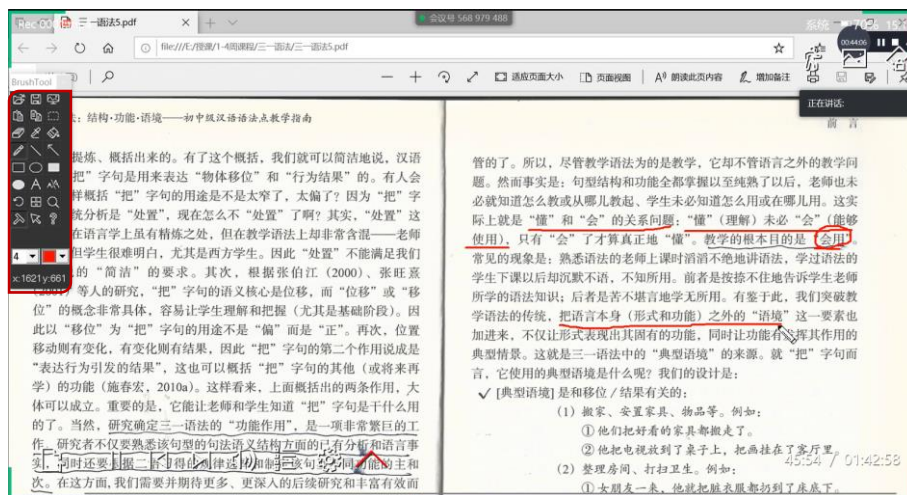 Rec
三一语法5.pdf
会议号 568 979 488
系统
70%
file:///E:/授课/1-4周课程/三一语法/三一语法5.pdf
00:44:06
适应页面大小
页面视图
朗读此页内容
增加备注
BrushTool
正在讲话:
4
x:1621y:661
结构·功能·语境——初中级汉语语法点教学指南
提炼、概括出来的。有了这个概括，我们就可以简洁地说，汉语
把”字句是用来表达“物体移位”和“行为结果”的。有人会
样概括“把”字句的用途是不是太窄了，太偏了？因为“把”字
统分析是“处置”，现在怎么不“处置”了啊？其实，“处置”这
在语言学上虽有精练之处，但在教学语法上却非常含混——老师
但学生很难明白，尤其是西方学生。因此“处置”不能满足我们
的“简洁”的要求。其次，根据张伯江（2000）、张旺熹
等人的研究，“把”字句的语义核心是位移，而“位移”或“移
位”的概念非常具体，容易让学生理解和把握（尤其是基础阶段）。因
此以“移位”为“把”字句的用途不是“偏”而是“正”。再次，位置
移动则有变化，有变化则有结果，因此“把”字句的第二个作用说成是
“表达行为引发的结果”，这也可以概括“把”字句的其他（或将来再
学）的功能（施春宏，2010a）。这样看来，上面概括出的两条作用，大
体可以成立。重要的是，它能让老师和学生知道“把”字句是干什么用
的了。当然，研究确定三一语法的“功能作用”，是一项非常繁巨的工
作。研究者不仅要熟悉该句型的句法语义结构方面的已有分析和语言事
实，同时还要
次。在这方面，我们需要并期待更多、更深入的后续研究和丰富有效而
前 言
管的了。所以，尽管教学语法为的是教学，它却不管语言之外的教学问
题。然而事实是：句型结构和功能全都掌握以至纯熟了以后，老师也未
必就知道怎么教或从哪儿教起、学生未必知道怎么用或在哪儿用。这实
际上就是“懂”和“会”的关系问题：“懂”（理解）未必“会”（能够
使用），只有“会”了才算真正地“懂”。教学的根本目的是“会用”。
常见的现象是：熟悉语法的老师上课时滔滔不绝地讲语法，学过语法的
学生下课以后却沉默不语，不知所用。前者是按捺不住地告诉学生老师
所学的语法知识；后者是苦不堪言地学无所用。有鉴于此，我们突破教
学语法的传统，把语言本身（形式和功能）之外的“语境”这一要素也
加进来，不仅让形式表现出其固有的功能，同时让功能有发挥其作用的
典型情景。这就是三一语法中的“典型语境”的来源。就“把”字句而
言，它使用的典型语境是什么呢？我们的设计是：
✓ [典型语境] 是和移位／结果有关的：
（1）搬家、安置家具、物品等。例如：
①他们把好看的家具都搬走了。
②他把电视放到了桌子上，把画挂在了客厅里。
（2）整理房间、打扫卫生。例如：
①女朋友一来，他就把脏衣服都扔到了床底下。
45:54 / 01:42:58